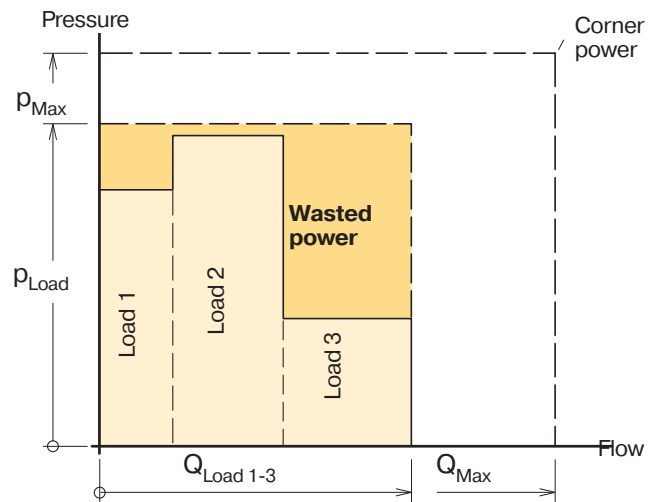 Pressure
Corner
power
pMax
Wasted
power
pLoad
Load 1
Load 2
Load 3
Flow
QLoad 1-3
QMax